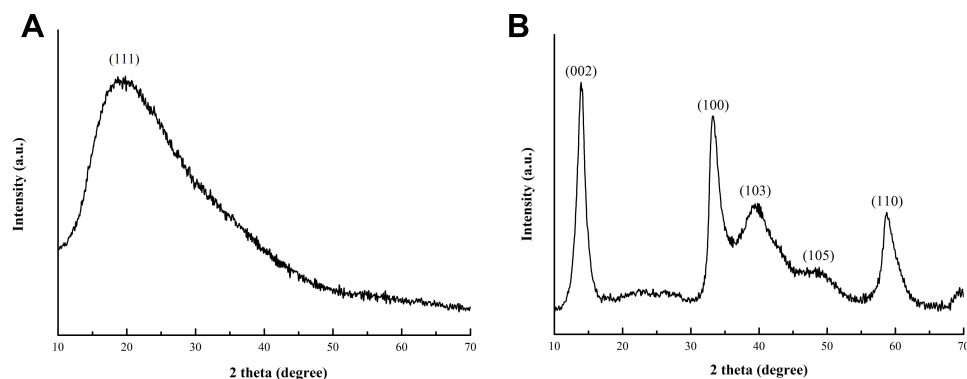 A
(111)
Intensity (a.u.)
10 20 30 40 50 60 70
2 theta (degree)
B
(002)
(100)
(103)
(105)
(110)
Intensity (a.u.)
10 20 30 40 50 60 70
2 theta (degree)